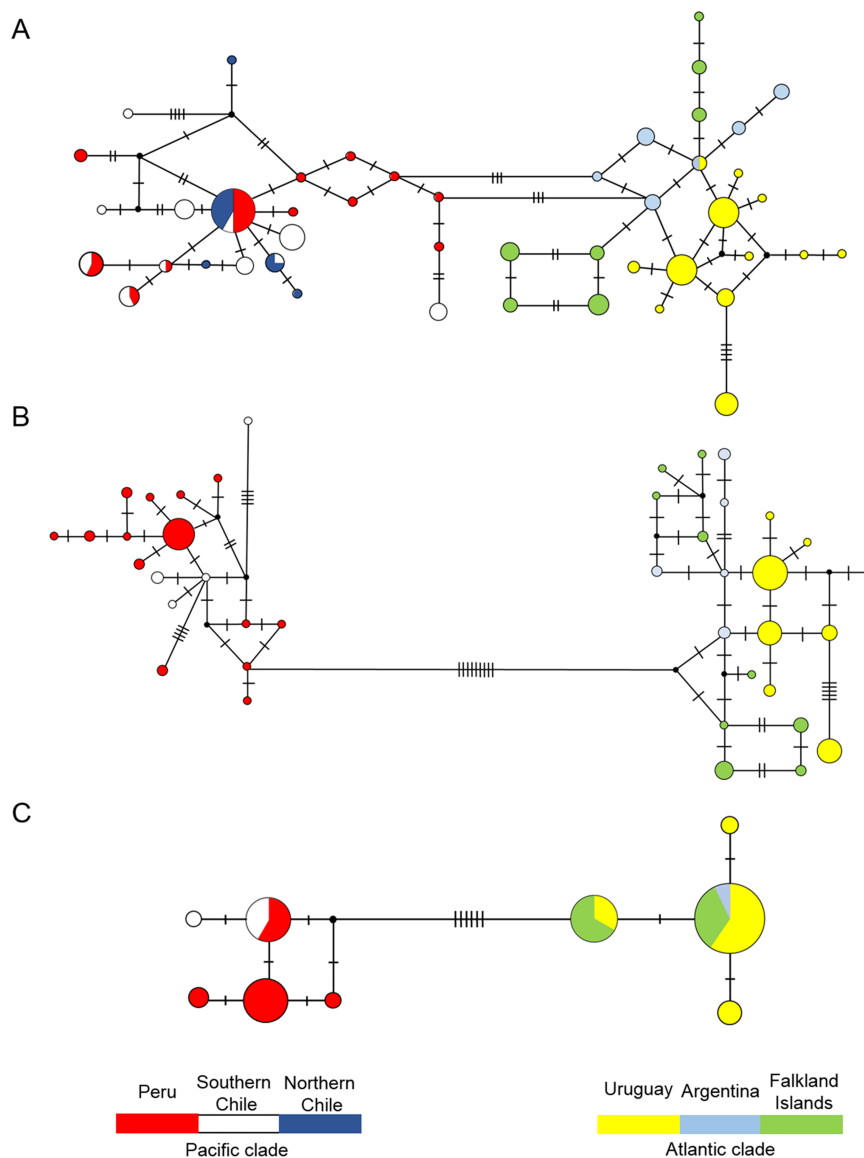 A
B
C
Peru
Southern
Chile
Northern
Chile
Pacific clade
Uruguay
Argentina
Falkland
Islands
Atlantic clade